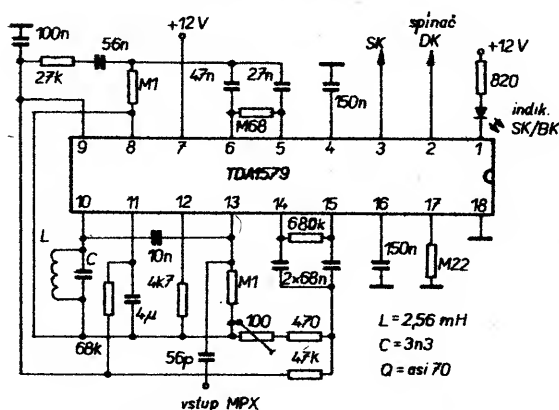 100n
56n
+12 V
SK
spínač
DK
+12 V
27k
M1
47n
27n
150n
820
M68
indik.
SK/BK
9 8 7 6 5 4 3 2 1
TDA1579
10 11 12 13 14 15 16 17 18
L
C
10n
680k
4k7
M1
2×68n
150n
M22
68k
4µ
56p
100
470
47k
L = 2,56 mH
C = 3n3
Q = asi 70
vstup MPX